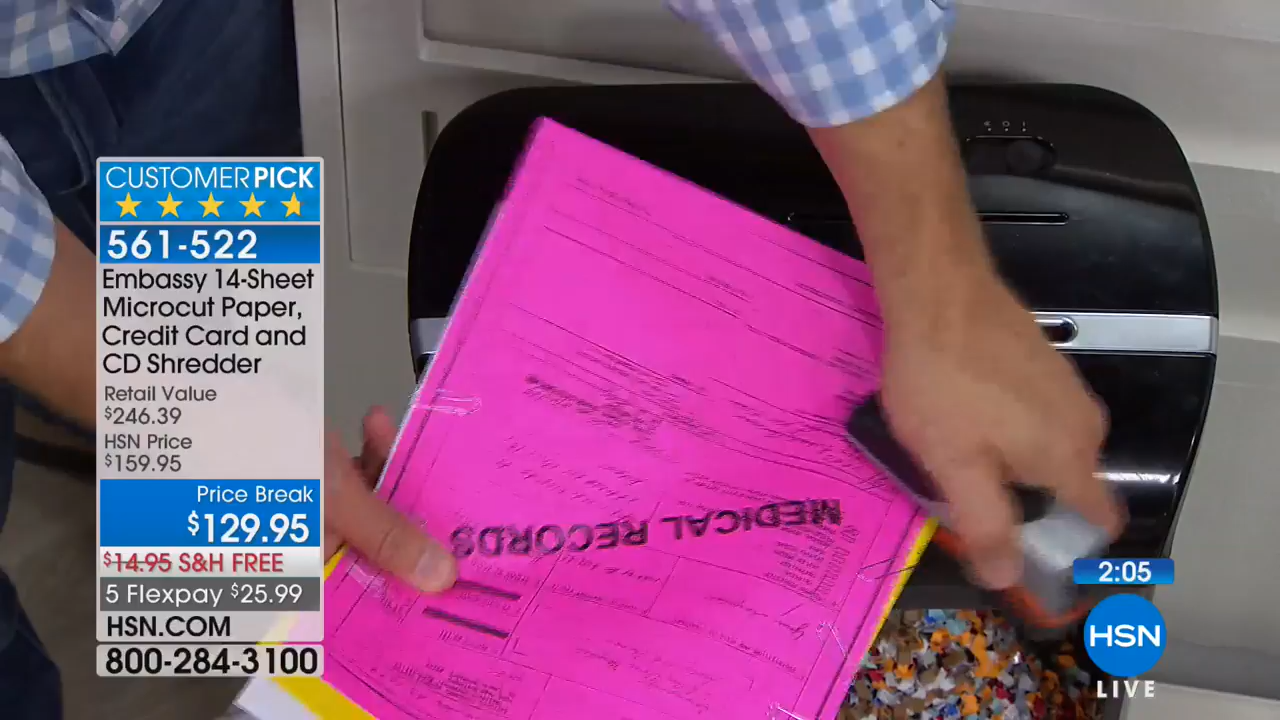 CUSTOMER PICK
561-522
Embassy 14-Sheet
Microcut Paper,
Credit Card and
CD Shredder
Retail Value
$246.39
HSN Price
$159.95
Price Break
$129.95
$14.95 S&H FREE
5 Flexpay $25.99
HSN.COM
800-284-3100
MEDICAL RECORDS
2:05
HSN
LIVE